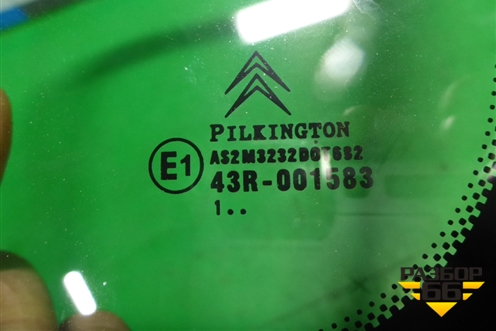 PILKINGTON
AS2M3232DOT682
E1
43R-001583
1..
РАЗБОР
66